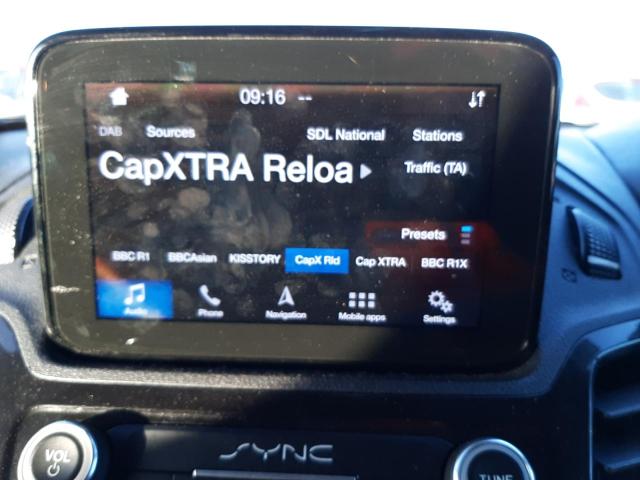 09:16 --
DAB Sources SDL National Stations
CapXTRA Reloa Traffic (TA)
Presets
BBC R1 BBCAsian KISSTORY CapX Rld Cap XTRA BBC R1X
Audio Phone Navigation Mobile apps Settings
SYNC
VOL TUNE